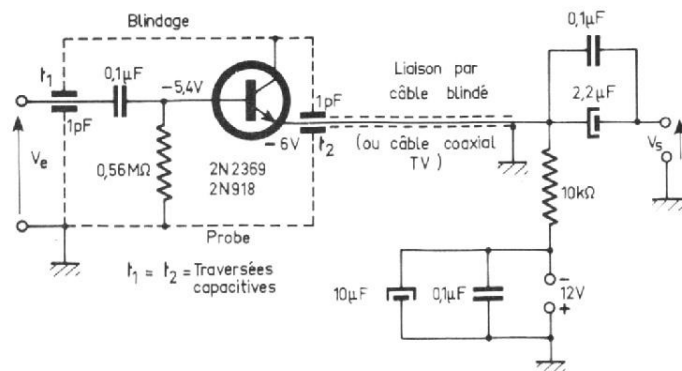 Blindage
t1
0,1µF
-5,4V
1pF
Ve
0,56MΩ
2N2369
2N918
-6V
1pF
t2
Probe
t1 = t2 = Traversées
capacitives
Liaison par
câble blindé
(ou câble coaxial
TV)
0,1µF
2,2µF
Vs
10kΩ
10µF
0,1µF
-
12V
+